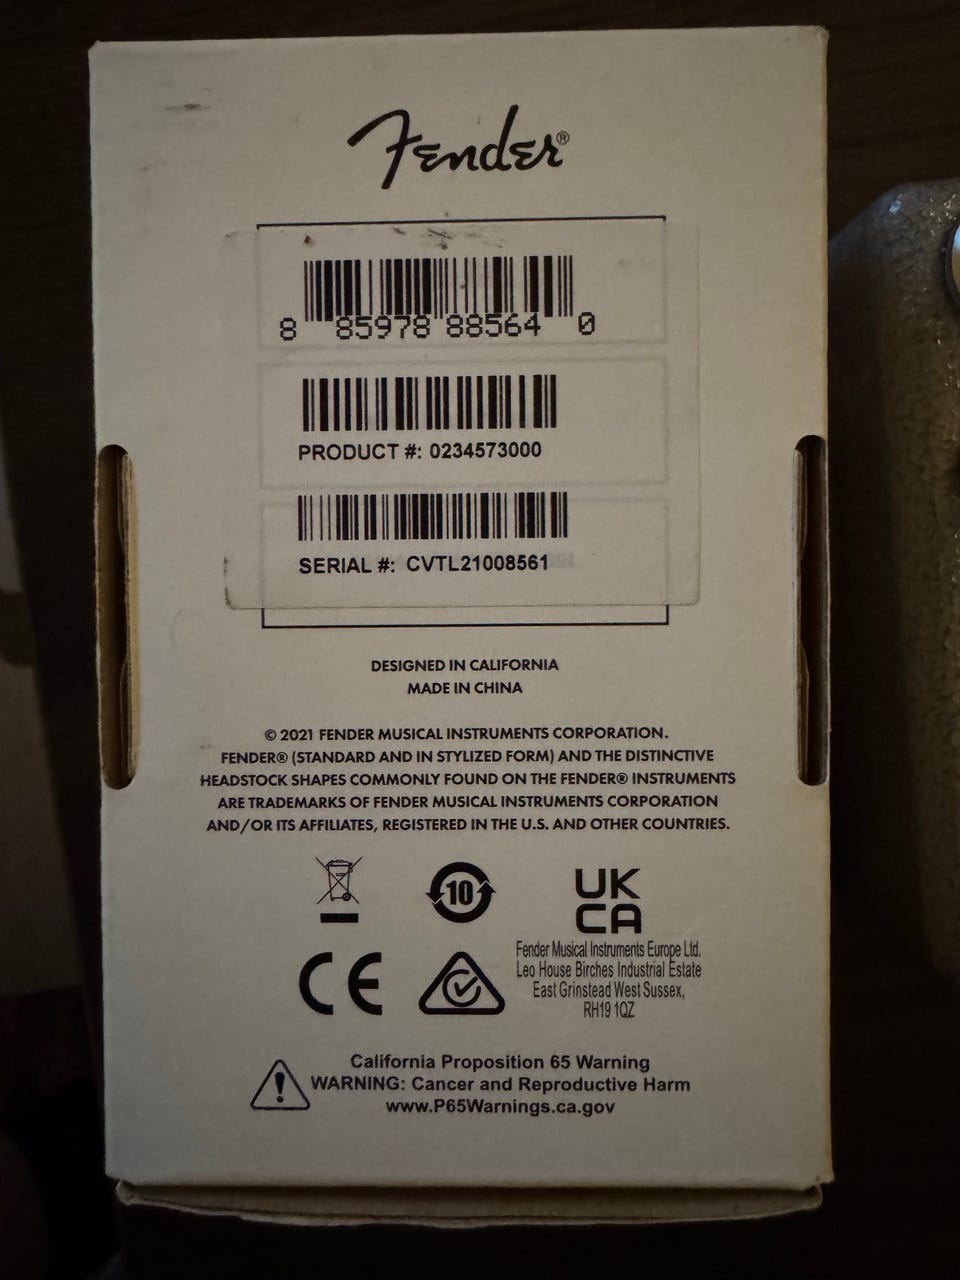 Fender®
8 85978 88564 0
PRODUCT #: 0234573000
SERIAL #: CVTL21008561
DESIGNED IN CALIFORNIA
MADE IN CHINA
© 2021 FENDER MUSICAL INSTRUMENTS CORPORATION.
FENDER® (STANDARD AND IN STYLIZED FORM) AND THE DISTINCTIVE
HEADSTOCK SHAPES COMMONLY FOUND ON THE FENDER® INSTRUMENTS
ARE TRADEMARKS OF FENDER MUSICAL INSTRUMENTS CORPORATION
AND/OR ITS AFFILIATES, REGISTERED IN THE U.S. AND OTHER COUNTRIES.
10
UK
CA
CE
Fender Musical Instruments Europe Ltd.
Leo House Birches Industrial Estate
East Grinstead West Sussex,
RH19 1QZ
California Proposition 65 Warning
WARNING: Cancer and Reproductive Harm
www.P65Warnings.ca.gov